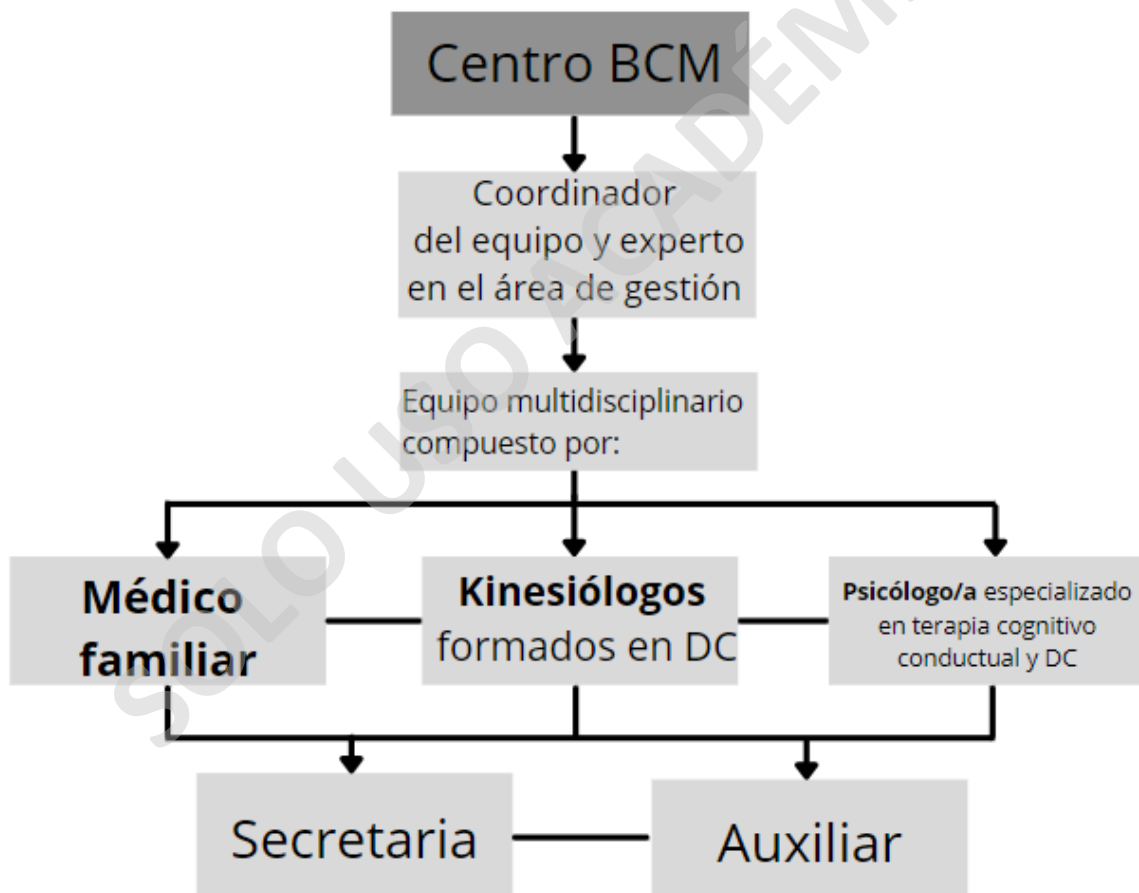 Centro BCM
Coordinador
del equipo y experto
en el área de gestión
Equipo multidisciplinario
compuesto por:
Médico
familiar
Kinesiólogos
formados en DC
Psicólogo/a especializado
en terapia cognitivo
conductual y DC
Secretaria
Auxiliar
SOLO USO ACADÉM